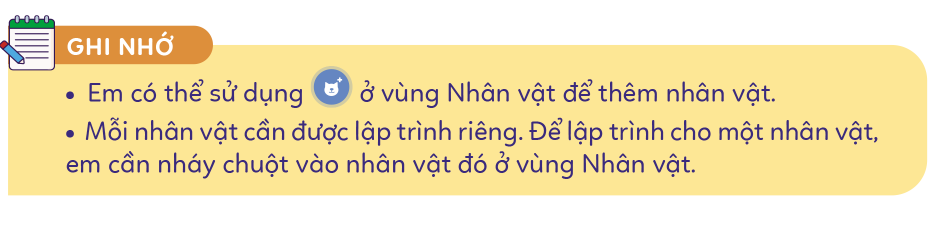 GHI NHỚ
• Em có thể sử dụng ở vùng Nhân vật để thêm nhân vật.
• Mỗi nhân vật cần được lập trình riêng. Để lập trình cho một nhân vật,
em cần nháy chuột vào nhân vật đó ở vùng Nhân vật.